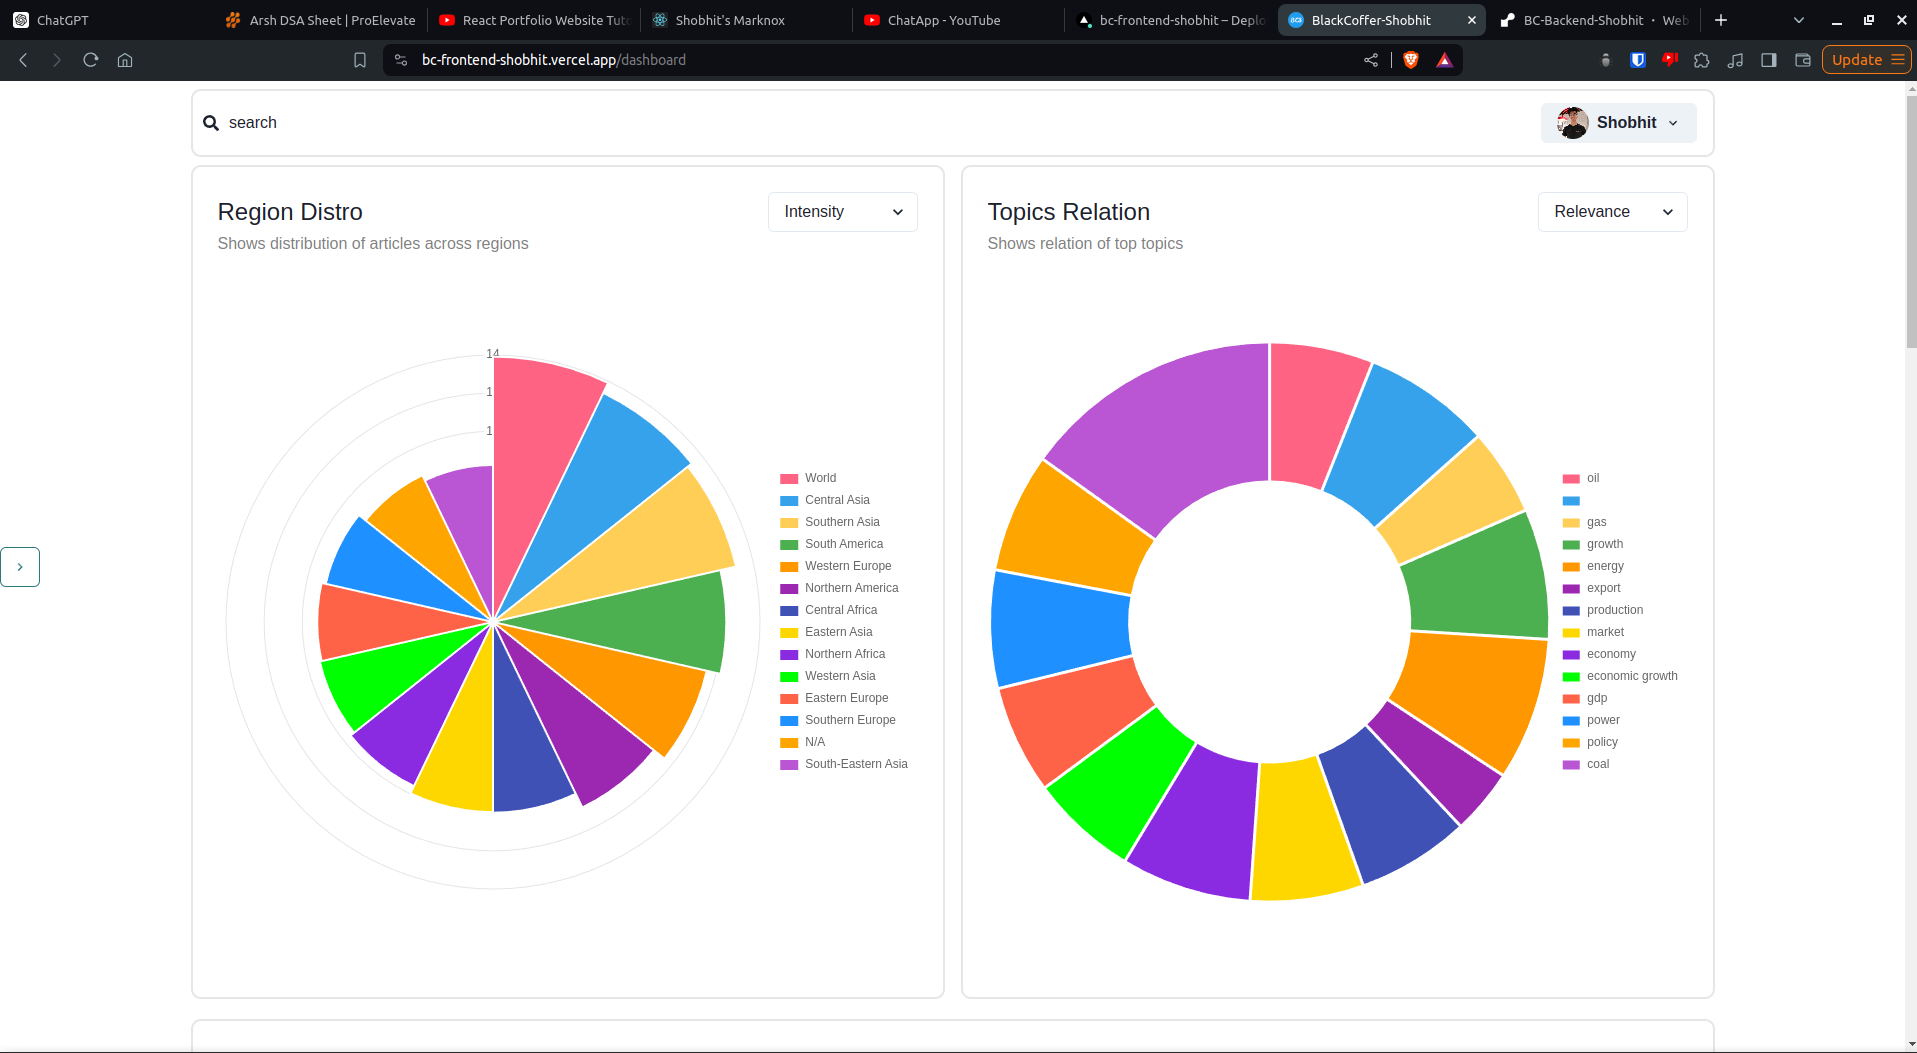 ChatGPT
Arsh DSA Sheet | ProElevate
React Portfolio Website Tuto
Shobhit's Marknox
ChatApp - YouTube
bc-frontend-shobhit – Deplo
BlackCoffer-Shobhit
BC-Backend-Shobhit · Web
bc-frontend-shobhit.vercel.app/dashboard
Update
search
Shobhit
Region Distro
Intensity
Shows distribution of articles across regions
14
1
1
World
Central Asia
Southern Asia
South America
Western Europe
Northern America
Central Africa
Eastern Asia
Northern Africa
Western Asia
Eastern Europe
Southern Europe
N/A
South-Eastern Asia
Topics Relation
Relevance
Shows relation of top topics
oil
gas
growth
energy
export
production
market
economy
economic growth
gdp
power
policy
coal